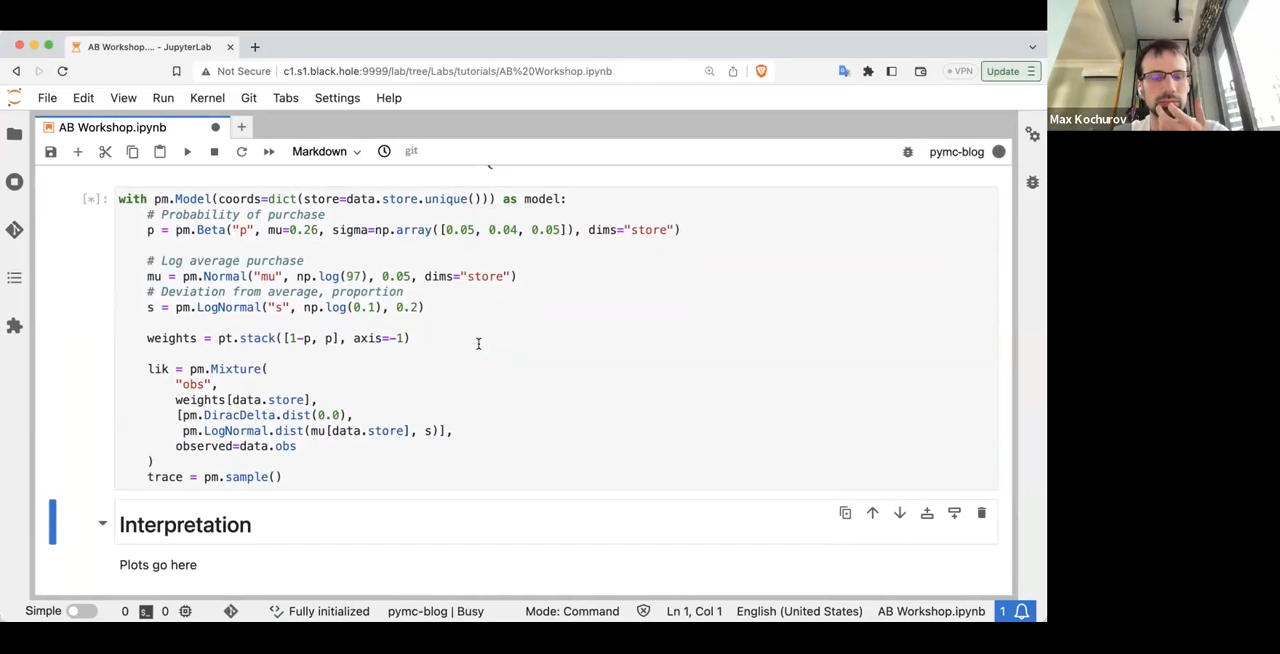 AB Workshop.... - JupyterLab
Not Secure | c1.s1.black.hole:9999/lab/tree/Labs/tutorials/AB%20Workshop.ipynb
VPN
Update
Max Kochurov
File Edit View Run Kernel Git Tabs Settings Help
AB Workshop.ipynb
Markdown
git
pymc-blog
[*]:
with pm.Model(coords=dict(store=data.store.unique())) as model:
# Probability of purchase
p = pm.Beta("p", mu=0.26, sigma=np.array([0.05, 0.04, 0.05]), dims="store")
# Log average purchase
mu = pm.Normal("mu", np.log(97), 0.05, dims="store")
# Deviation from average, proportion
s = pm.LogNormal("s", np.log(0.1), 0.2)
weights = pt.stack([1-p, p], axis=-1)
lik = pm.Mixture(
"obs",
weights[data.store],
[pm.DiracDelta.dist(0.0),
pm.LogNormal.dist(mu[data.store], s)],
observed=data.obs
)
trace = pm.sample()
Interpretation
Plots go here
Simple 0 0 Fully initialized pymc-blog | Busy Mode: Command Ln 1, Col 1 English (United States) AB Workshop.ipynb 1